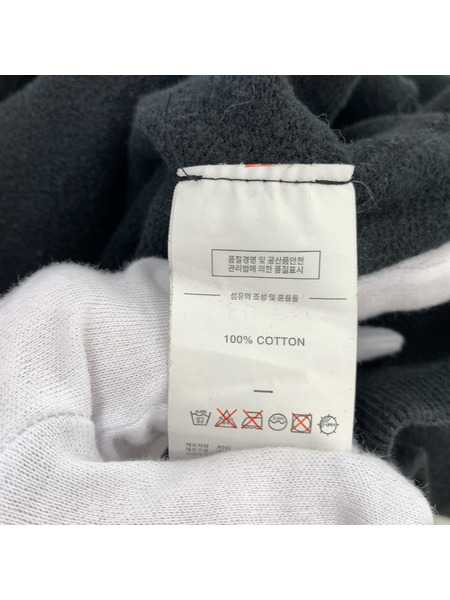 품질경영 및 공산품안전
관리법에 의한 품질표시
섬유의 조성 및 혼용율
100% COTTON